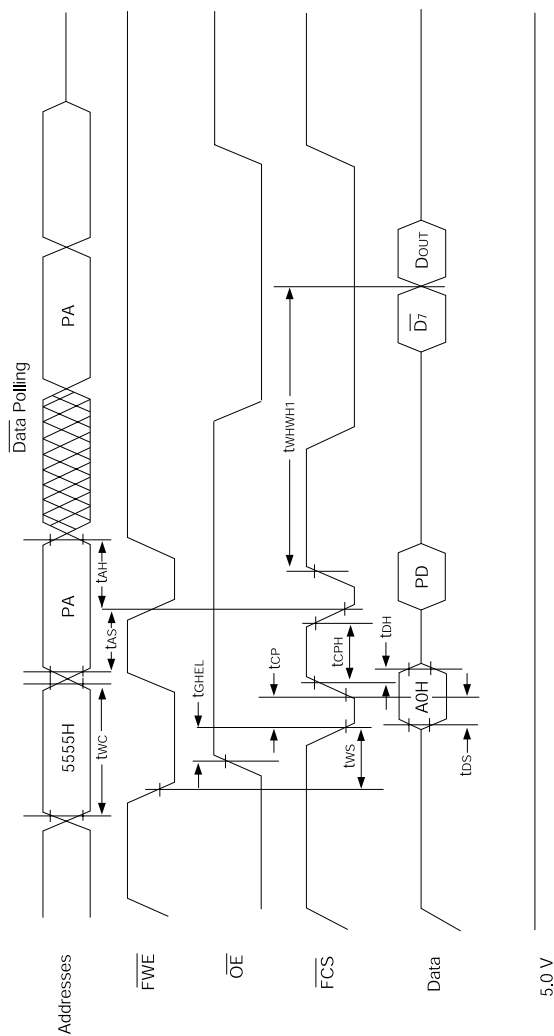 Data Polling
Addresses
5555H
PA
PA
tWC
tAS
tAH
FWE
tGHEL
OE
tCP
tWHWH1
FCS
tWS
tCPH
tDH
Data
A0H
PD
D7
DOUT
tDS
5.0 V